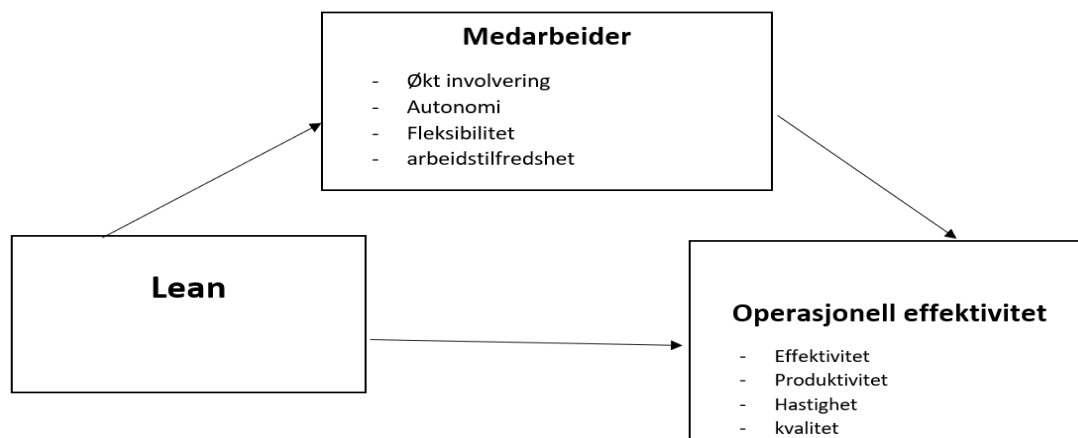 Medarbeider
- Økt involvering
- Autonomi
- Fleksibilitet
- arbeidstilfredshet
Lean
Operasjonell effektivitet
- Effektivitet
- Produktivitet
- Hastighet
- kvalitet